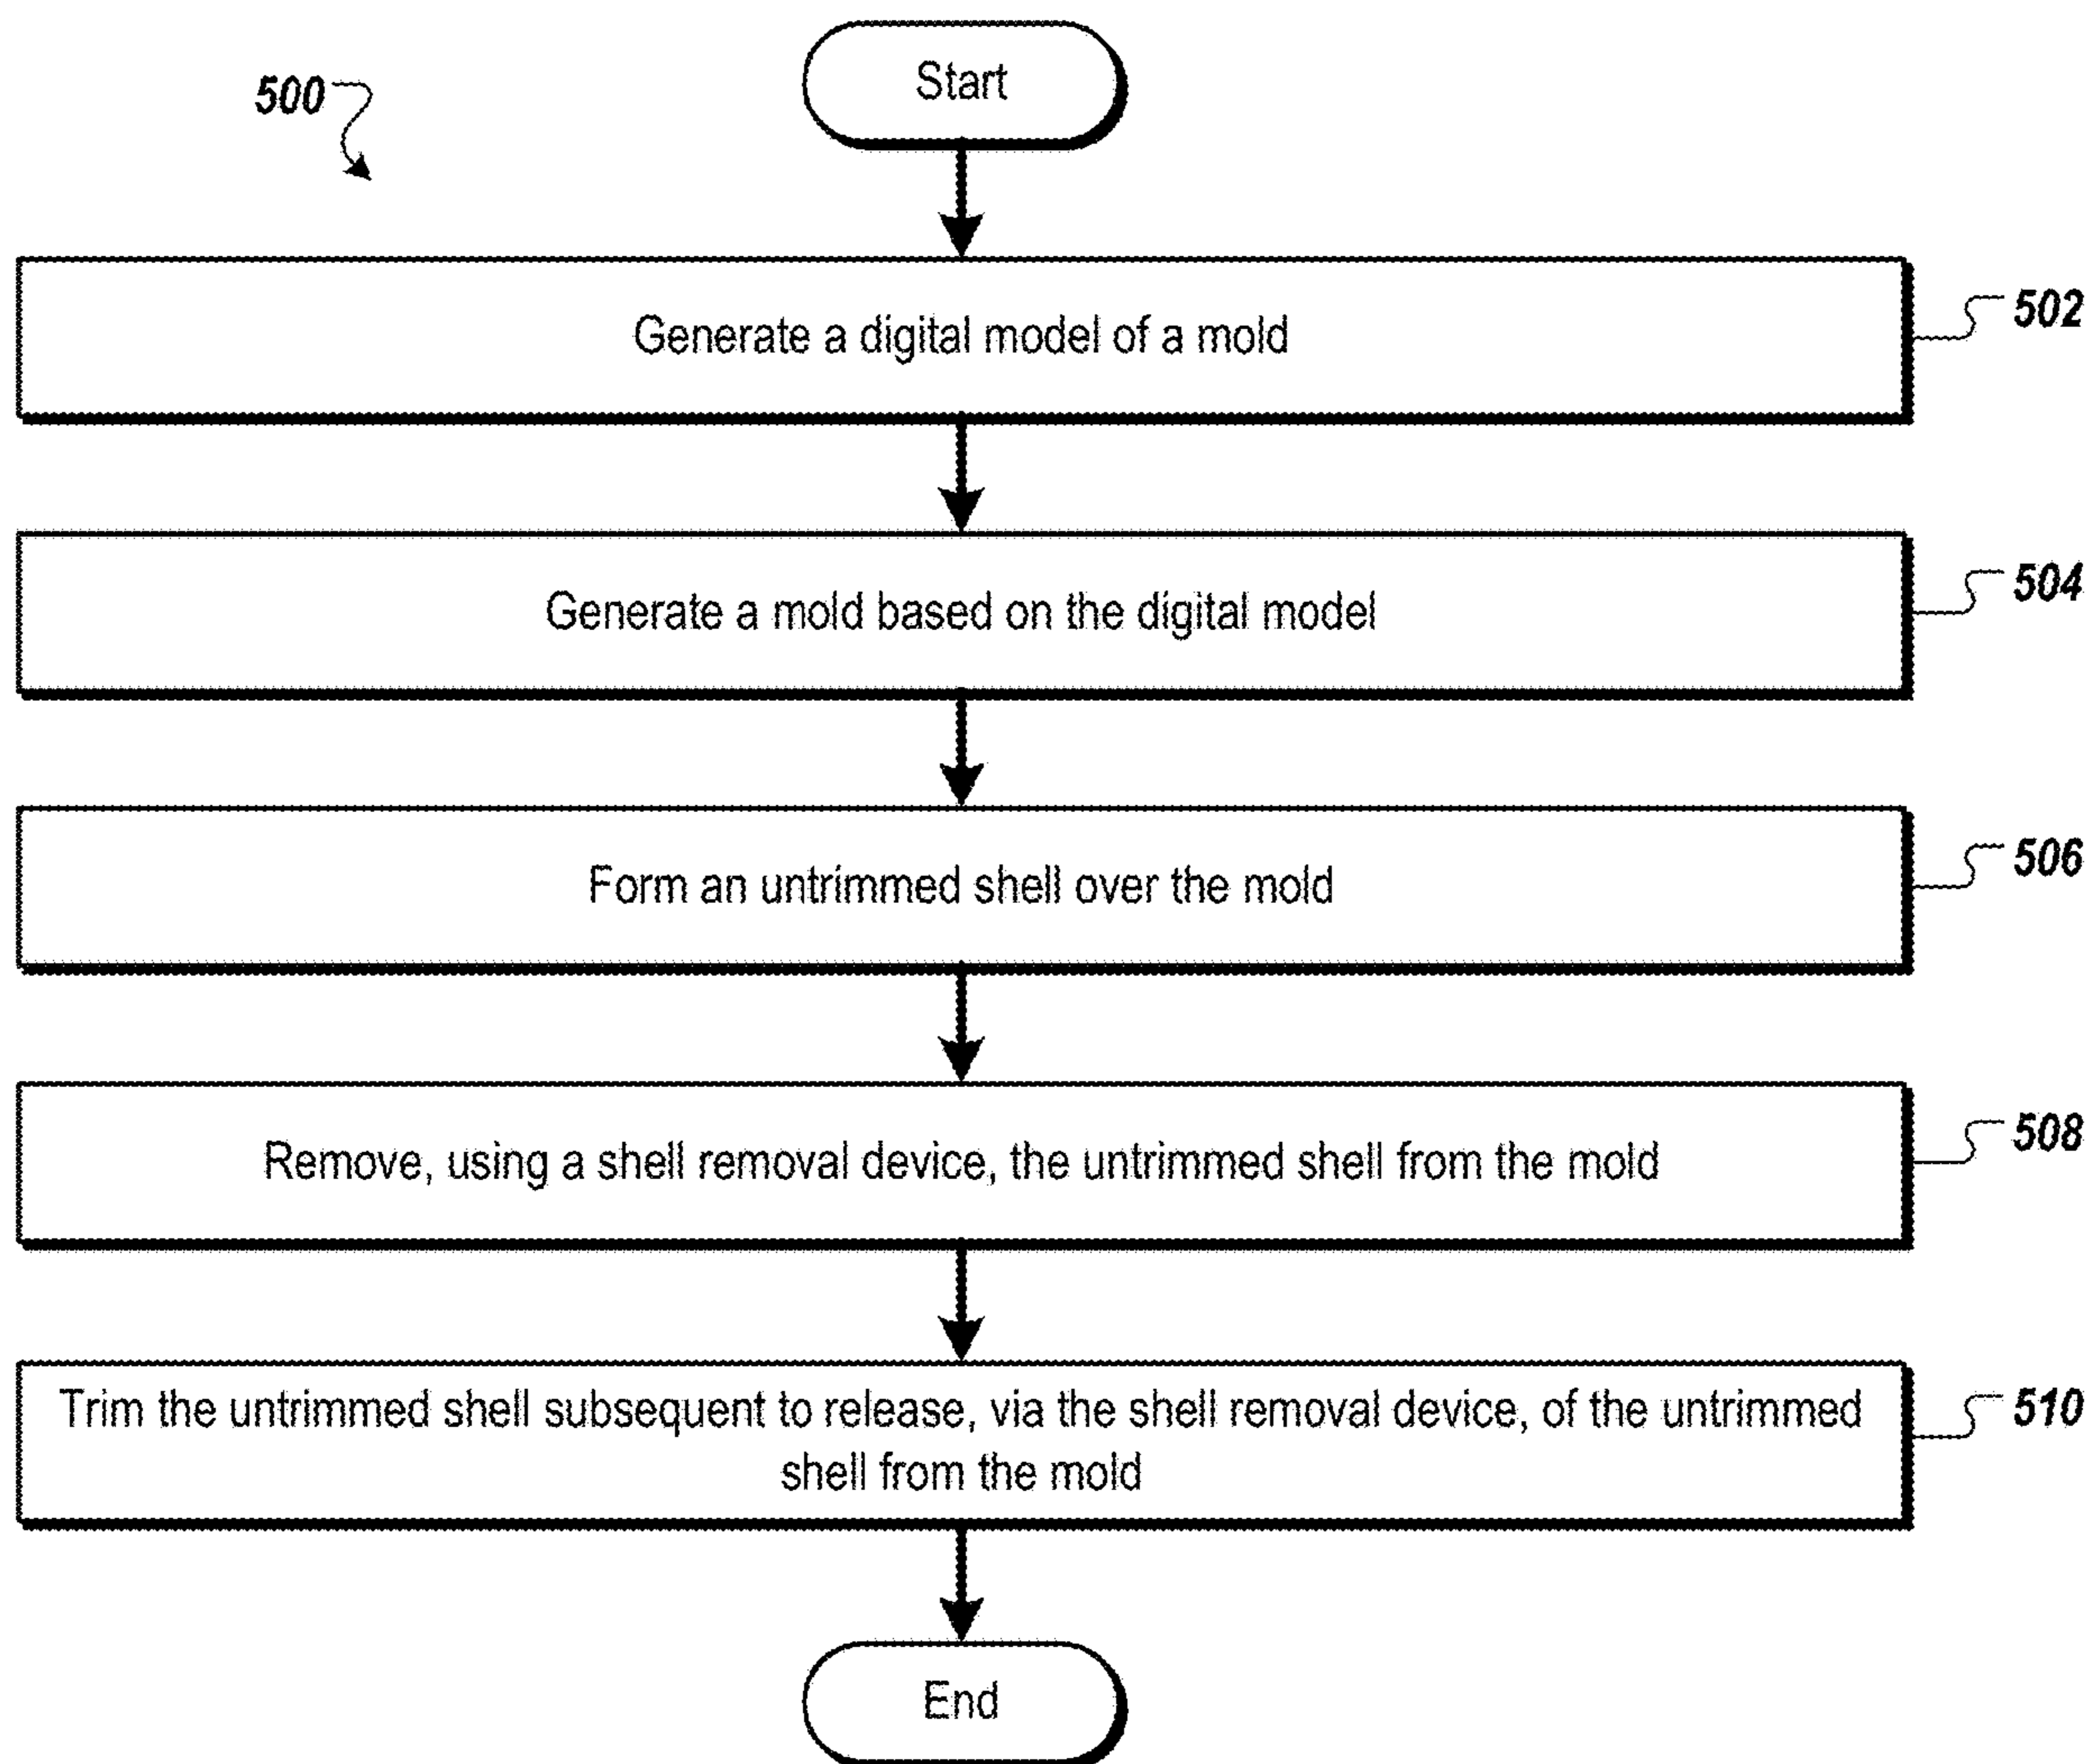 500
Start
Generate a digital model of a mold
502
Generate a mold based on the digital model
504
Form an untrimmed shell over the mold
506
Remove, using a shell removal device, the untrimmed shell from the mold
508
Trim the untrimmed shell subsequent to release, via the shell removal device, of the untrimmed
shell from the mold
510
End